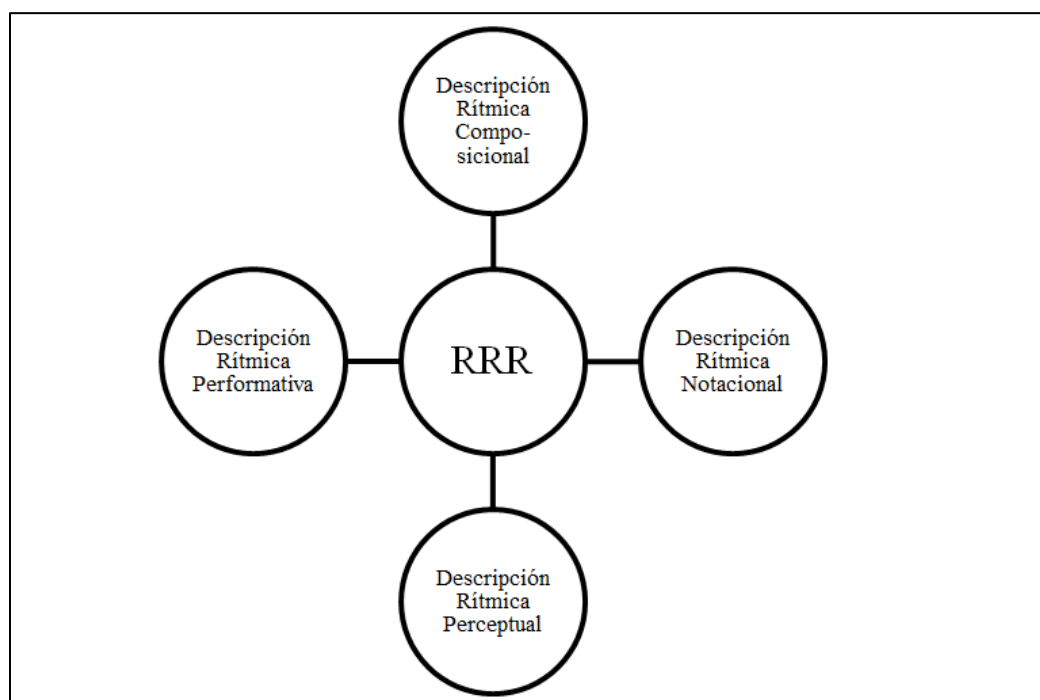 Descripción
Rítmica
Compo-
sicional
Descripción
Rítmica
Performativa
RRR
Descripción
Rítmica
Notacional
Descripción
Rítmica
Perceptual